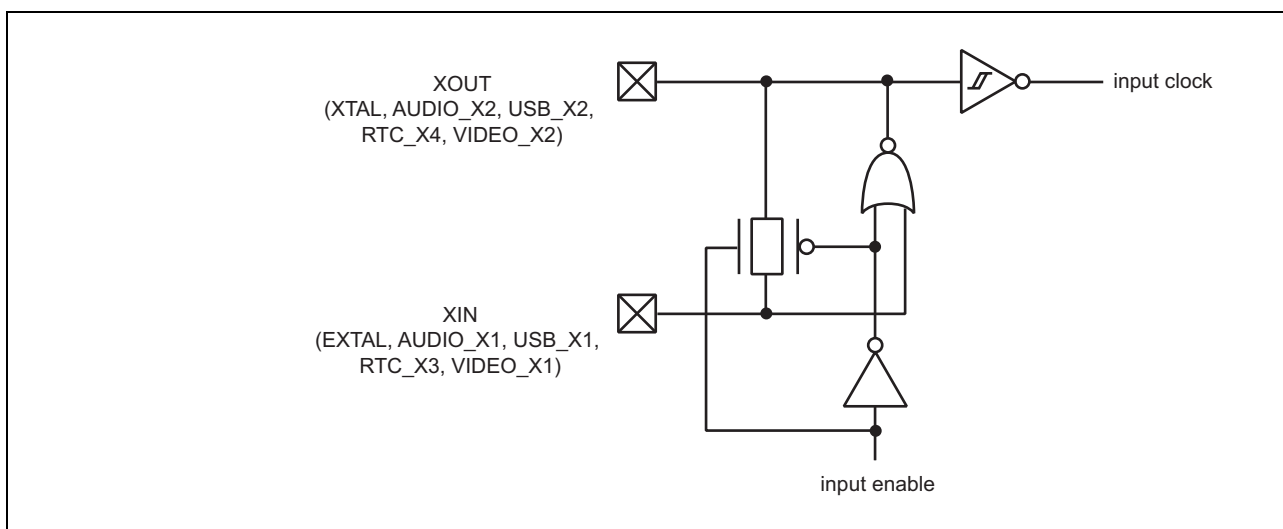 XOUT
(XTAL, AUDIO_X2, USB_X2,
RTC_X4, VIDEO_X2)
input clock
XIN
(EXTAL, AUDIO_X1, USB_X1,
RTC_X3, VIDEO_X1)
input enable